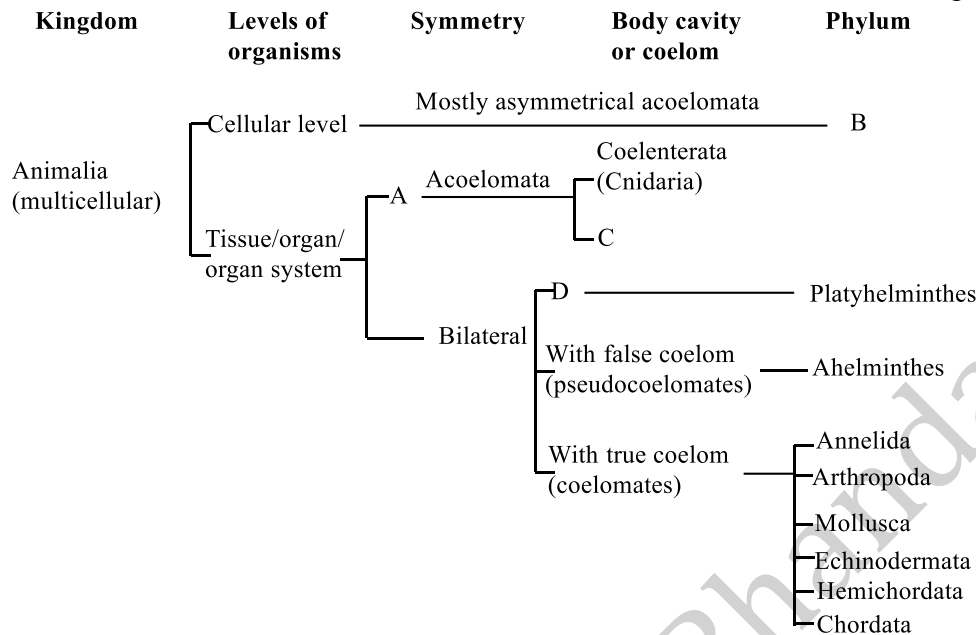 Kingdom Levels of organisms Symmetry Body cavity or coelom Phylum
Mostly asymmetrical acoelomata
Cellular level
B
Animalia
(multicellular)
Coelenterata
(Cnidaria)
A
Acoelomata
C
Tissue/organ/
organ system
D
Platyhelminthes
Bilateral
With false coelom
(pseudocoelomates)
Ahelminthes
With true coelom
(coelomates)
Annelida
Arthropoda
Mollusca
Echinodermata
Hemichordata
Chordata